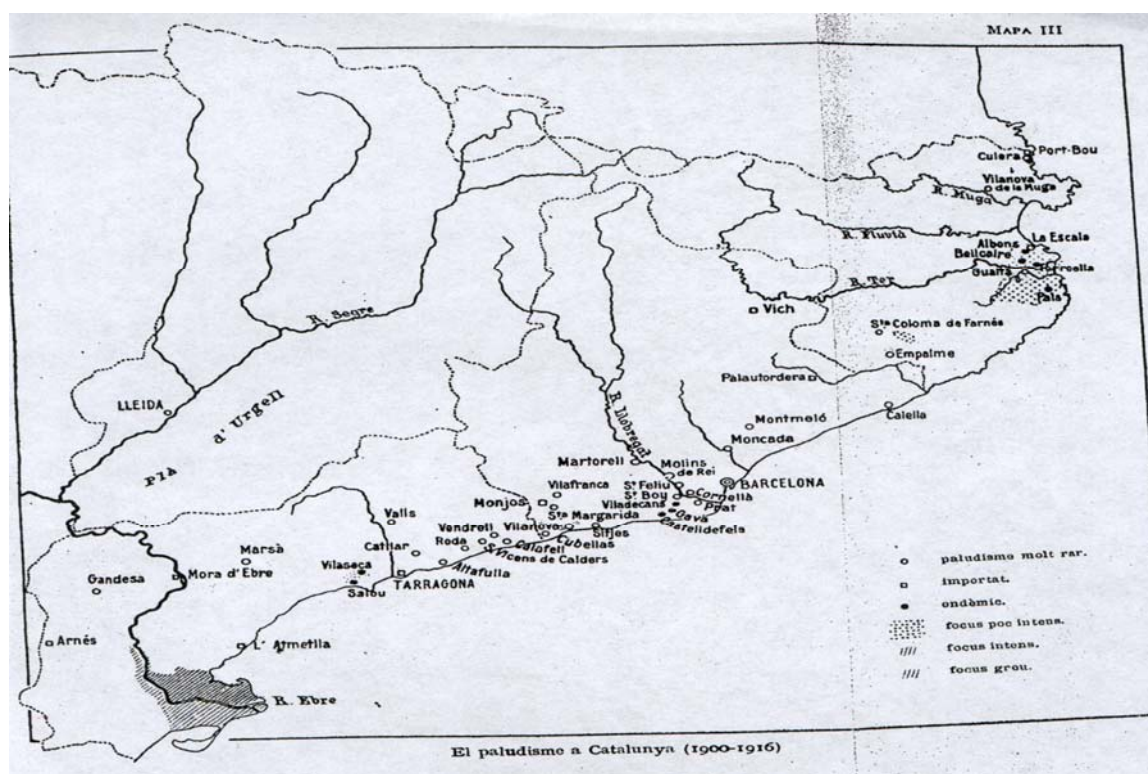 MAPA III
Port-Bou
Culera
Vilanova
de la Muga
R. Muga
R. Fluviá
La Escala
Albons
Bellcaire
Gualta
R. Ter
Pals
Vich
Sta Coloma de Farnés
Empalme
R. Segre
Palautordera
LLEIDA
Calella
d'Urgell
R. Llobregat
Montmeló
Moncada
Plà
Martorell
Molins
de Rei
Vilafranca
St Feliu
BARCELONA
Monjos
St Boy
Cornellà
Viladecans
Prat
Valls
Sta Margarida
Gavà
Castelldefels
Vendrell
Vilanova
Sitjes
Roda
Cubellas
Marsà
Catllar
Calafell
Vicens de Calders
Gandesa
Mora d'Ebre
Vilaseca
Altafulla
TARRAGONA
Salou
Arnés
L' Atmetlla
R. Ebre
paludisme molt rar.
importat.
endèmic.
focus poc intens.
focus intens.
focus greu.
El paludisme a Catalunya (1900-1916)